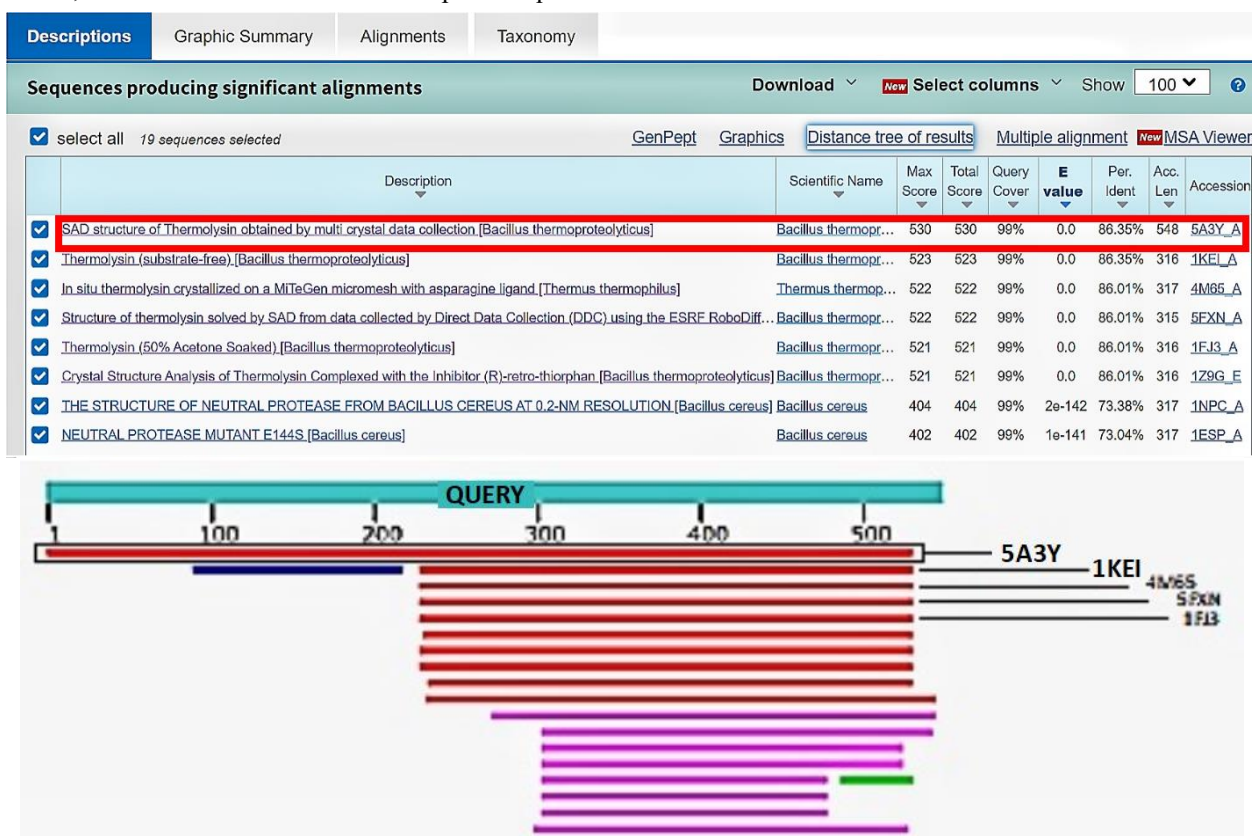 Descriptions Graphic Summary Alignments Taxonomy
Sequences producing significant alignments Download New Select columns Show 100 ?
select all 19 sequences selected GenPept Graphics Distance tree of results Multiple alignment New MSA Viewer
Description Scientific Name Max Score Total Score Query Cover E value Per. Ident Acc. Len Accession
SAD structure of Thermolysin obtained by multi crystal data collection [Bacillus thermoproteolyticus] Bacillus thermopr... 530 530 99% 0.0 86.35% 548 5A3Y_A
Thermolysin (substrate-free) [Bacillus thermoproteolyticus] Bacillus thermopr... 523 523 99% 0.0 86.35% 316 1KEI_A
In situ thermolysin crystallized on a MiTeGen micromesh with asparagine ligand [Thermus thermophilus] Thermus thermop... 522 522 99% 0.0 86.01% 317 4M65_A
Structure of thermolysin solved by SAD from data collected by Direct Data Collection (DDC) using the ESRF RoboDiff... Bacillus thermopr... 522 522 99% 0.0 86.01% 315 5FXN_A
Thermolysin (50% Acetone Soaked) [Bacillus thermoproteolyticus] Bacillus thermopr... 521 521 99% 0.0 86.01% 316 1FJ3_A
Crystal Structure Analysis of Thermolysin Complexed with the Inhibitor (R)-retro-thiorphan [Bacillus thermoproteolyticus] Bacillus thermopr... 521 521 99% 0.0 86.01% 316 1Z9G_E
THE STRUCTURE OF NEUTRAL PROTEASE FROM BACILLUS CEREUS AT 0.2-NM RESOLUTION [Bacillus cereus] Bacillus cereus 404 404 99% 2e-142 73.38% 317 1NPC_A
NEUTRAL PROTEASE MUTANT E144S [Bacillus cereus] Bacillus cereus 402 402 99% 1e-141 73.04% 317 1ESP_A
QUERY
1 100 200 300 400 500
5A3Y
1KEI
4M65
5FXN
1FJ3